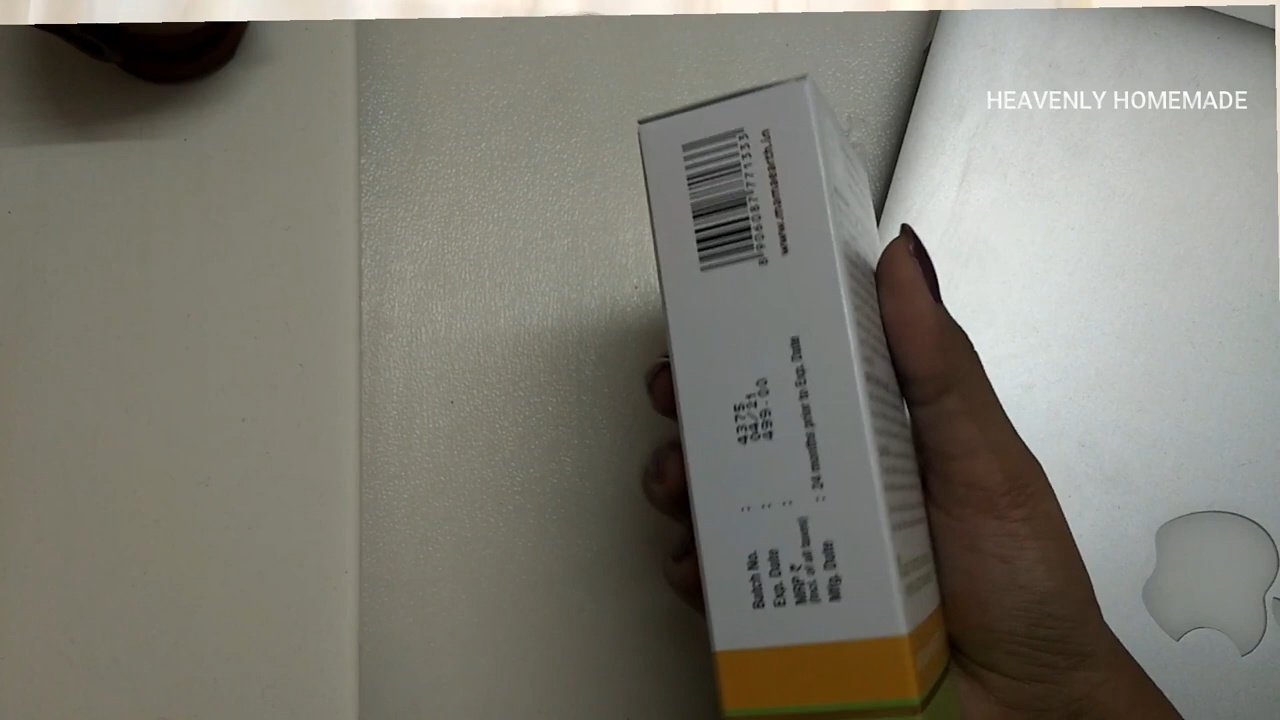 HEAVENLY HOMEMADE
8906087771333
www.mamaearth.in
Batch No. : 4375
Exp. Date : 04/21
MRP ₹ : 499.00
(Incl. of all taxes)
Mfg. Date : 24 months prior to Exp. Date